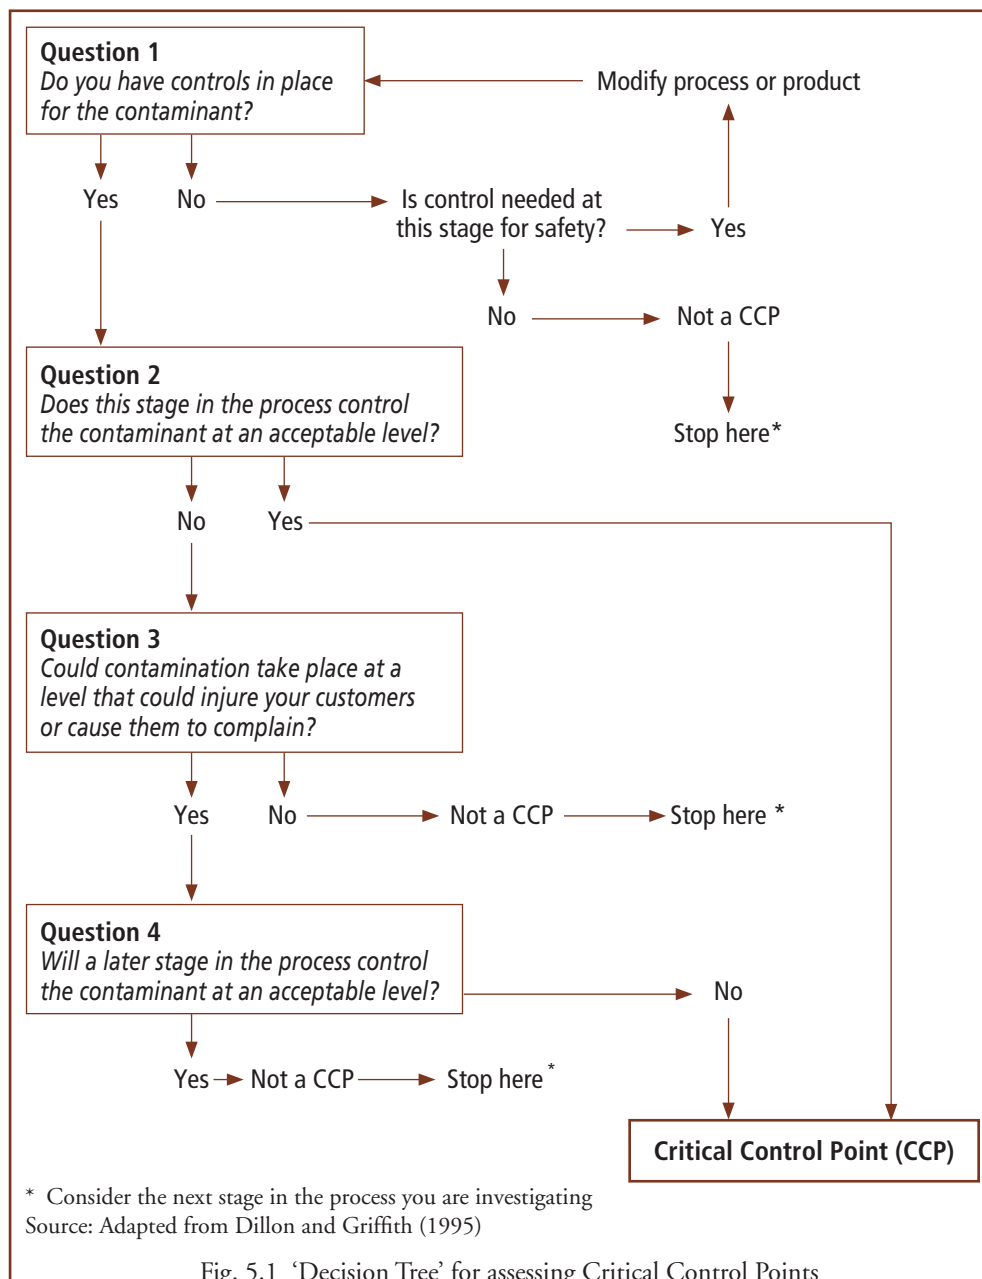 Question 1
Do you have controls in place
for the contaminant?
Modify process or product
Yes
No
Is control needed at
this stage for safety?
Yes
No
Not a CCP
Stop here*
Question 2
Does this stage in the process control
the contaminant at an acceptable level?
No
Yes
Question 3
Could contamination take place at a
level that could injure your customers
or cause them to complain?
Yes
No
Not a CCP
Stop here *
Question 4
Will a later stage in the process control
the contaminant at an acceptable level?
No
Yes
Not a CCP
Stop here *
Critical Control Point (CCP)
* Consider the next stage in the process you are investigating
Source: Adapted from Dillon and Griffith (1995)
Fig. 5.1 ‘Decision Tree’ for assessing Critical Control Points